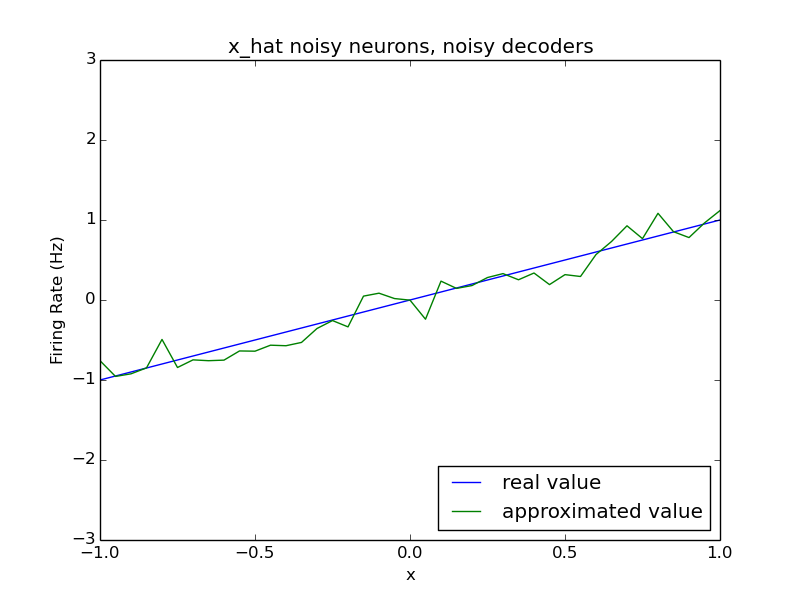 x_hat noisy neurons, noisy decoders
3
2
1
0
−1
−2
−3
Firing Rate (Hz)
real value
approximated value
−1.0
−0.5
0.0
0.5
1.0
x